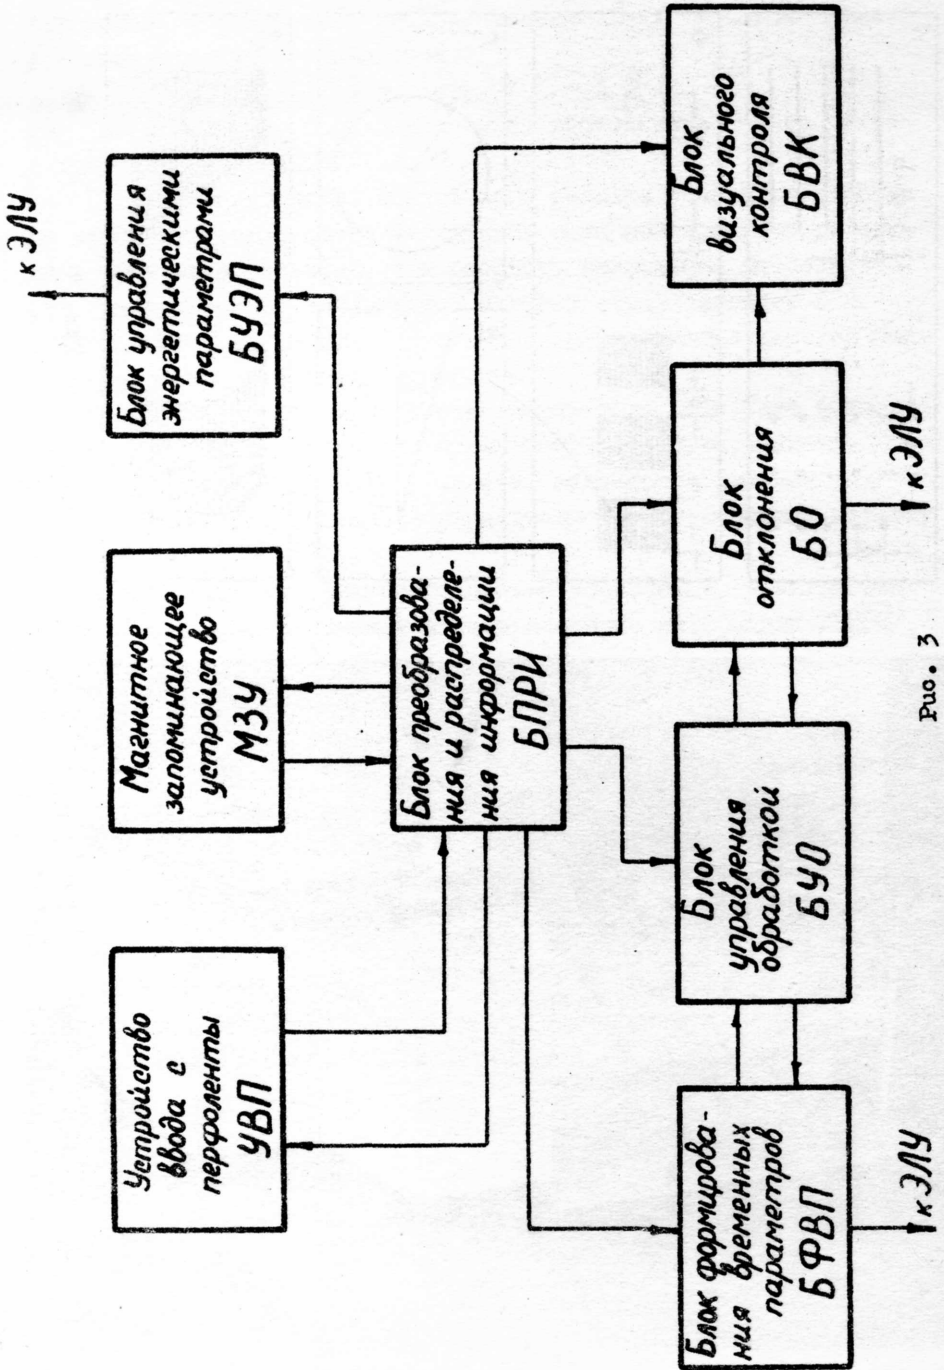 к ЭЛУ
Устройство
ввода с
перфоленты
УВП
Магнитное
запоминающее
устройство
МЗУ
Блок управления
энергетическими
параметрами
БУЭП
Блок преобразова-
ния и распределе-
ния информации
БПРИ
Блок формирова-
ния временных
параметров
БФВП
Блок
управления
обработкой
БУО
Блок
отклонения
БО
Блок
визуального
контроля
БВК
к ЭЛУ
к ЭЛУ
Рис. 3